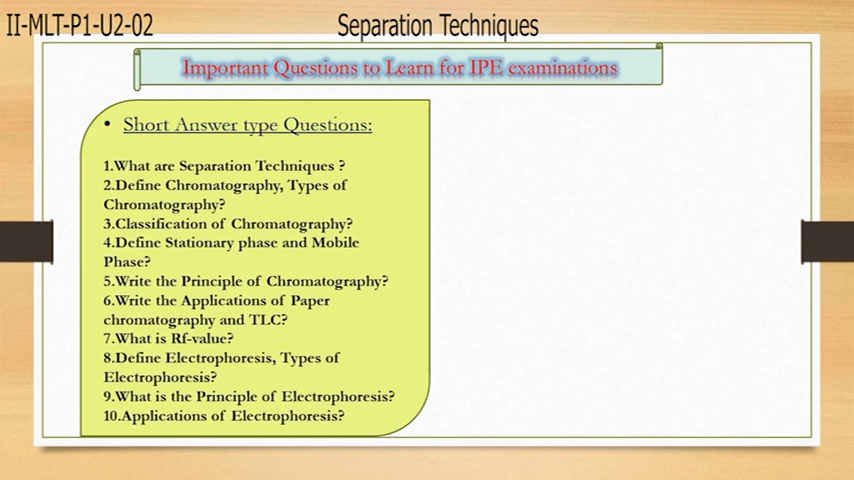 II-MLT-P1-U2-02
Separation Techniques
Important Questions to Learn for IPE examinations
• Short Answer type Questions:
1.What are Separation Techniques ?
2.Define Chromatography, Types of
Chromatography?
3.Classification of Chromatography?
4.Define Stationary phase and Mobile
Phase?
5.Write the Principle of Chromatography?
6.Write the Applications of Paper
chromatography and TLC?
7.What is Rf-value?
8.Define Electrophoresis, Types of
Electrophoresis?
9.What is the Principle of Electrophoresis?
10.Applications of Electrophoresis?